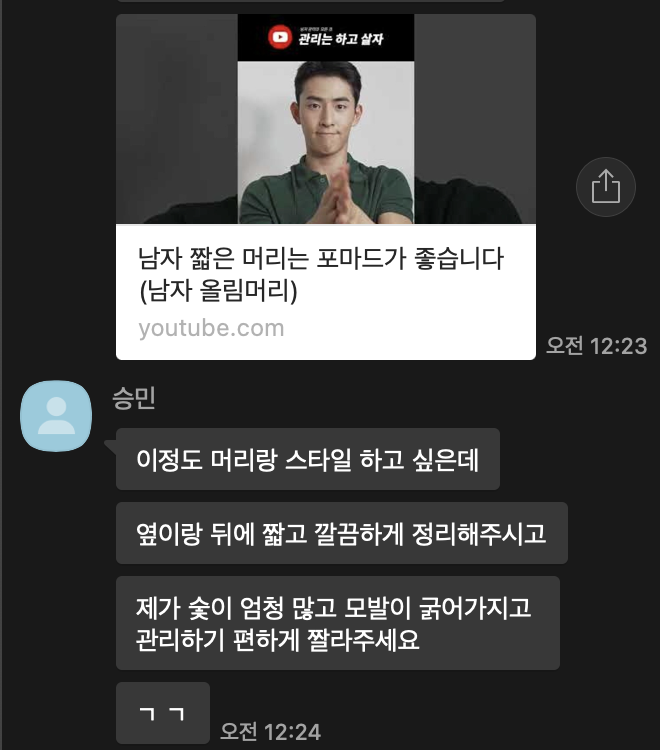 관리는 하고 살자
남자 짧은 머리는 포마드가 좋습니다
(남자 올림머리)
youtube.com
오전 12:23
승민
이정도 머리랑 스타일 하고 싶은데
옆이랑 뒤에 짧고 깔끔하게 정리해주시고
제가 숯이 엄청 많고 모발이 굵어가지고
관리하기 편하게 짤라주세요
ㄱ ㄱ
오전 12:24